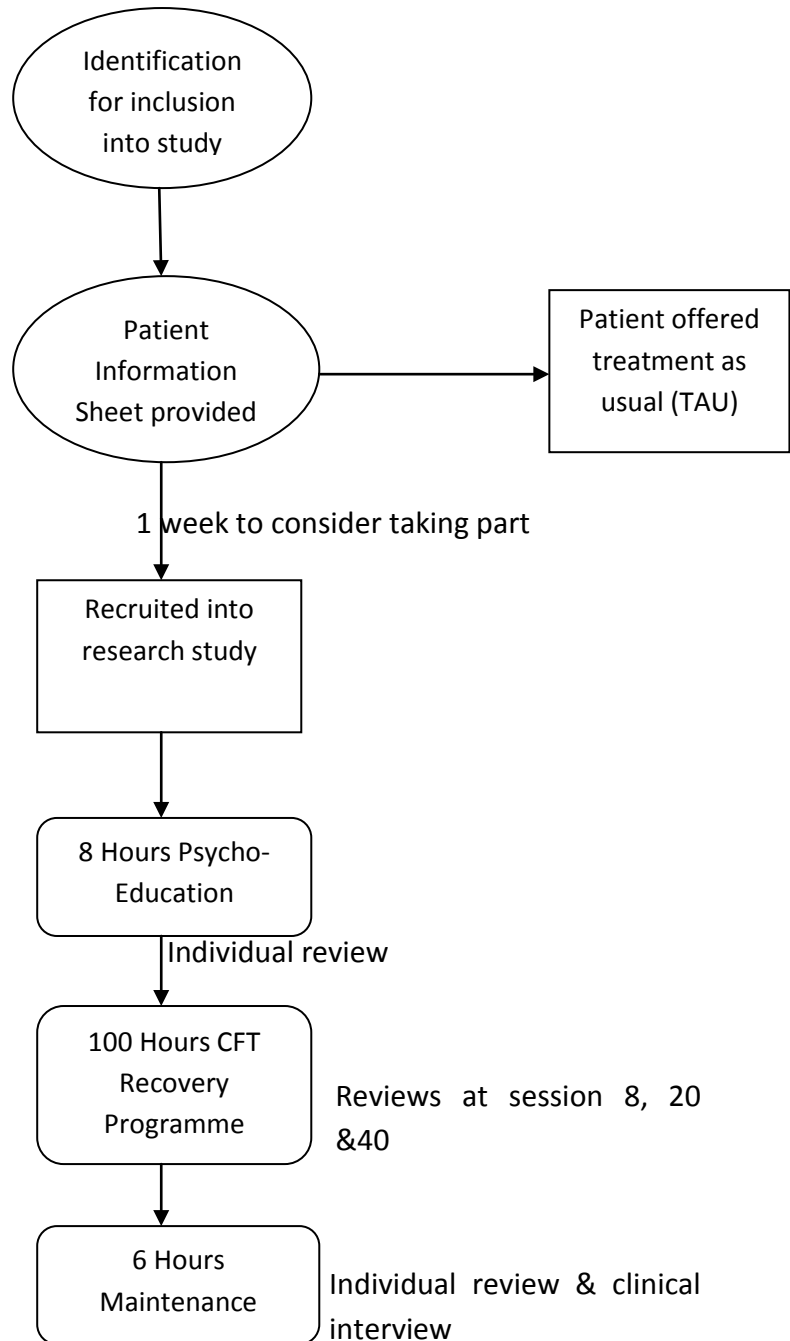 Identification
for inclusion
into study
Patient
Information
Sheet provided
Patient offered
treatment as
usual (TAU)
1 week to consider taking part
Recruited into
research study
8 Hours Psycho-
Education
Individual review
100 Hours CFT
Recovery
Programme
Reviews at session 8, 20
&40
6 Hours
Maintenance
Individual review & clinical
interview